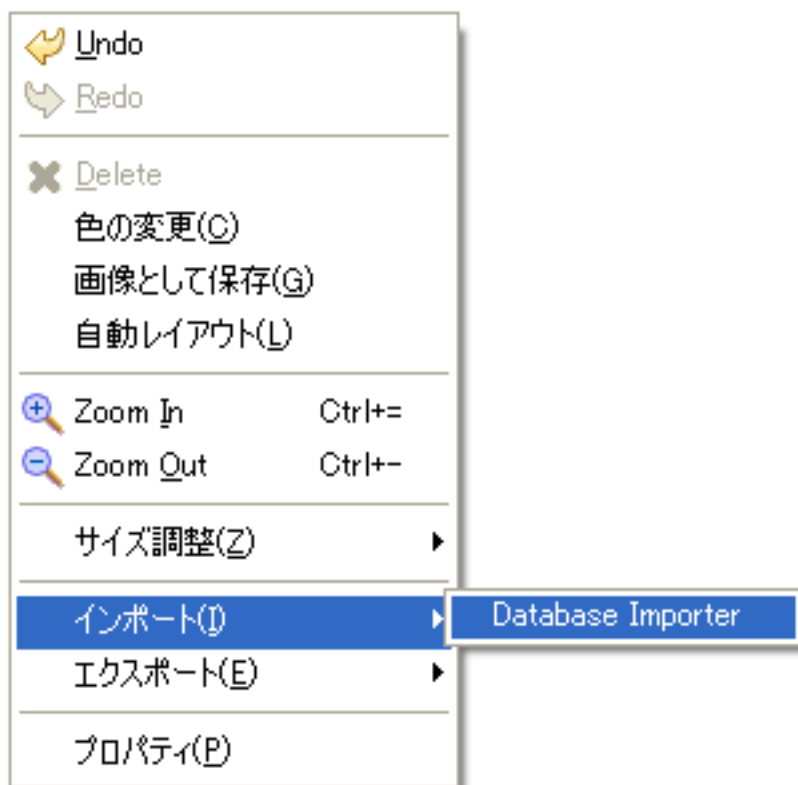 Undo
Redo
Delete
色の変更(C)
画像として保存(G)
自動レイアウト(L)
Zoom In Ctrl+=
Zoom Out Ctrl+-
サイズ調整(Z)
インポート(I) Database Importer
エクスポート(E)
プロパティ(P)